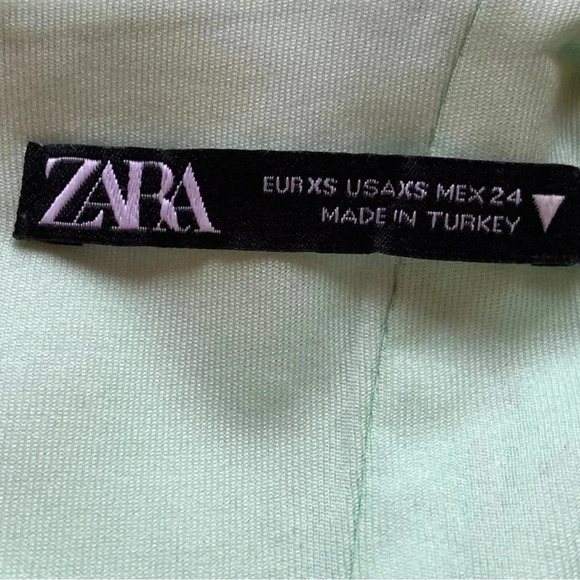 ZARA
EUR XS USA XS MEX 24
MADE IN TURKEY